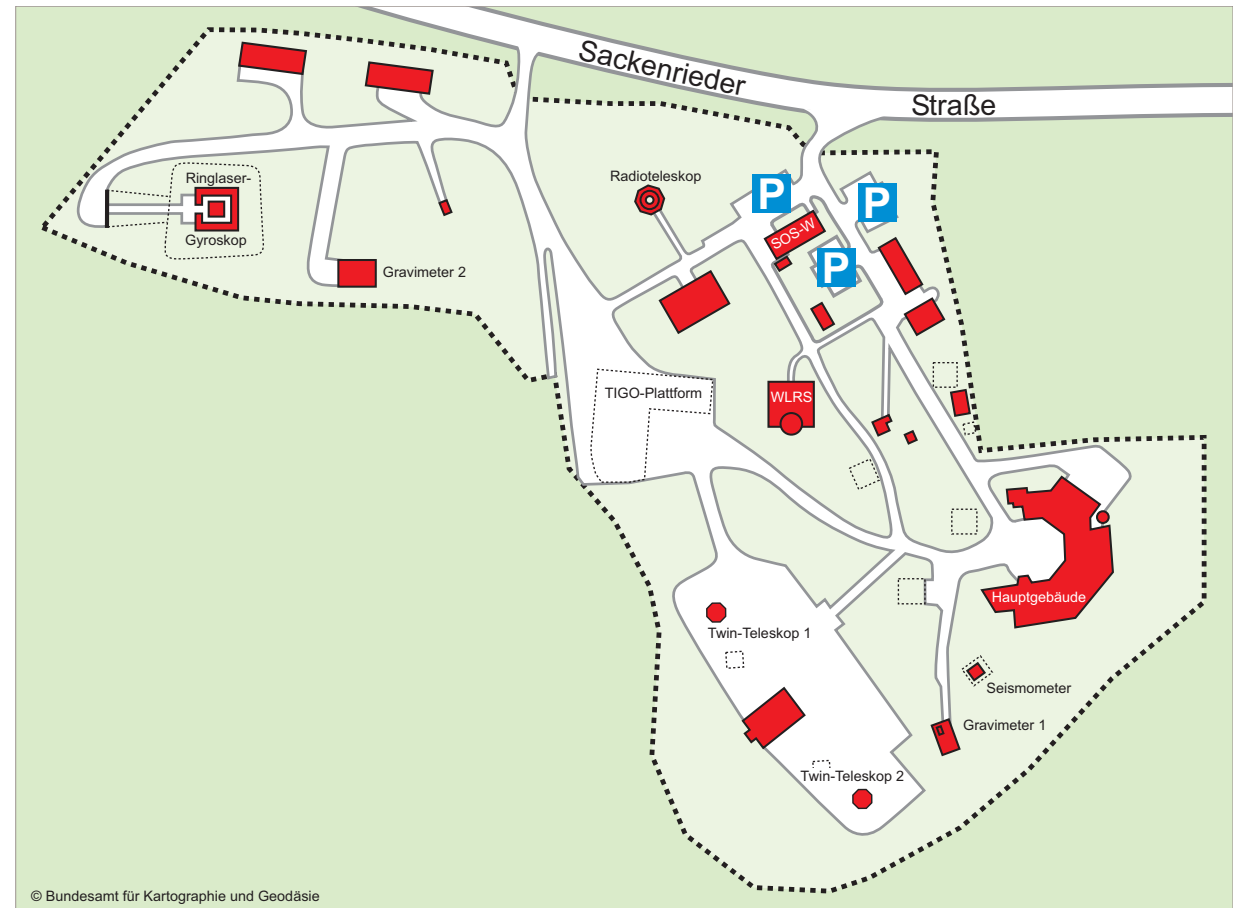 Sackenrieder
Straße
P
P
P
Ringlaser-
Gyroskop
Radioteleskop
SOS-W
Gravimeter 2
TIGO-Plattform
WLRS
Hauptgebäude
Twin-Teleskop 1
Seismometer
Gravimeter 1
Twin-Teleskop 2
© Bundesamt für Kartographie und Geodäsie